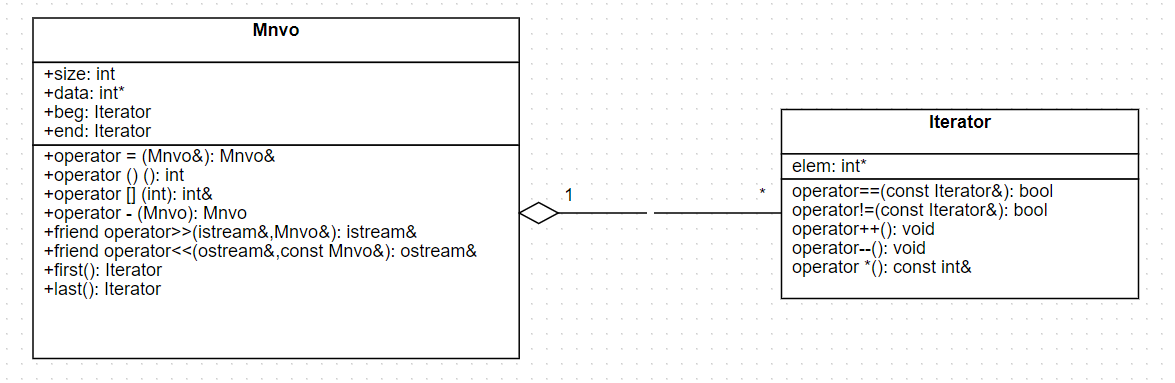 Mnvo
+size: int
+data: int*
+beg: Iterator
+end: Iterator
+operator = (Mnvo&): Mnvo&
+operator () (): int
+operator [] (int): int&
+operator - (Mnvo): Mnvo
+friend operator>>(istream&,Mnvo&): istream&
+friend operator<<(ostream&,const Mnvo&): ostream&
+first(): Iterator
+last(): Iterator
1
*
Iterator
elem: int*
operator==(const Iterator&): bool
operator!=(const Iterator&): bool
operator++(): void
operator--(): void
operator *(): const int&